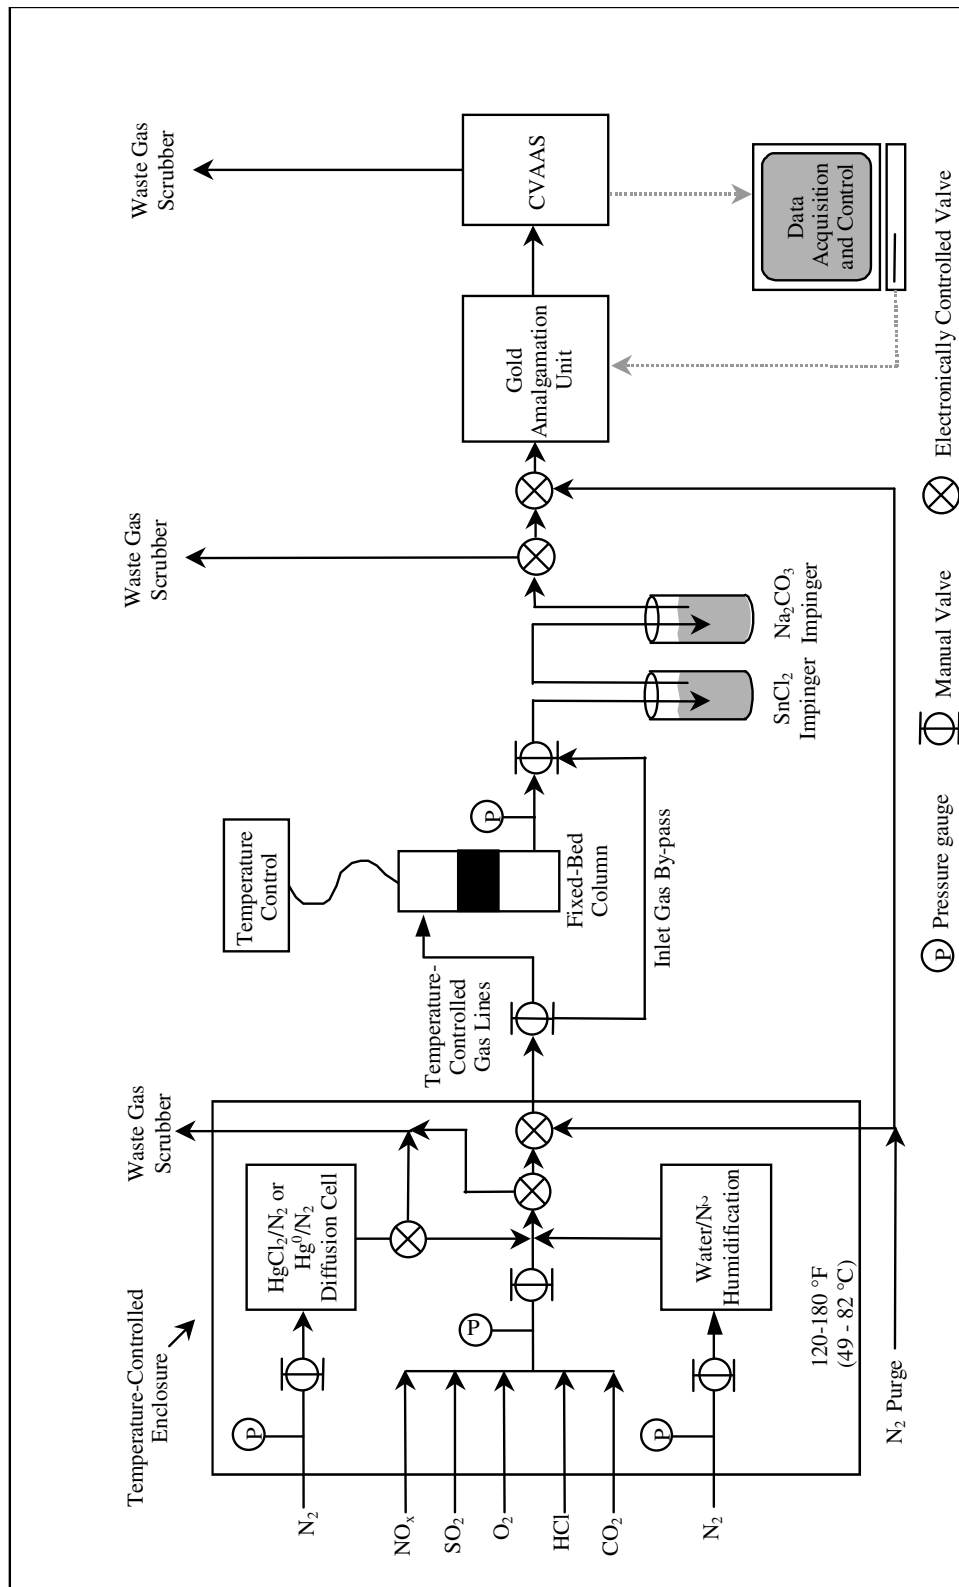 Temperature-Controlled
Enclosure
Waste Gas
Scrubber
Waste Gas
Scrubber
Waste Gas
Scrubber
N2
P
HgCl2/N2 or
Hg0/N2
Diffusion Cell
NOx
SO2
O2
HCl
CO2
P
N2
P
Water/N2
Humidification
120-180 °F
(49 - 82 °C)
N2 Purge
Temperature-
Controlled
Gas Lines
Temperature
Control
Fixed-Bed
Column
P
Inlet Gas By-pass
SnCl2
Impinger
Na2CO3
Impinger
Gold
Amalgamation
Unit
CVAAS
Data
Acquisition
and Control
P
Pressure gauge
Manual Valve
Electronically Controlled Valve